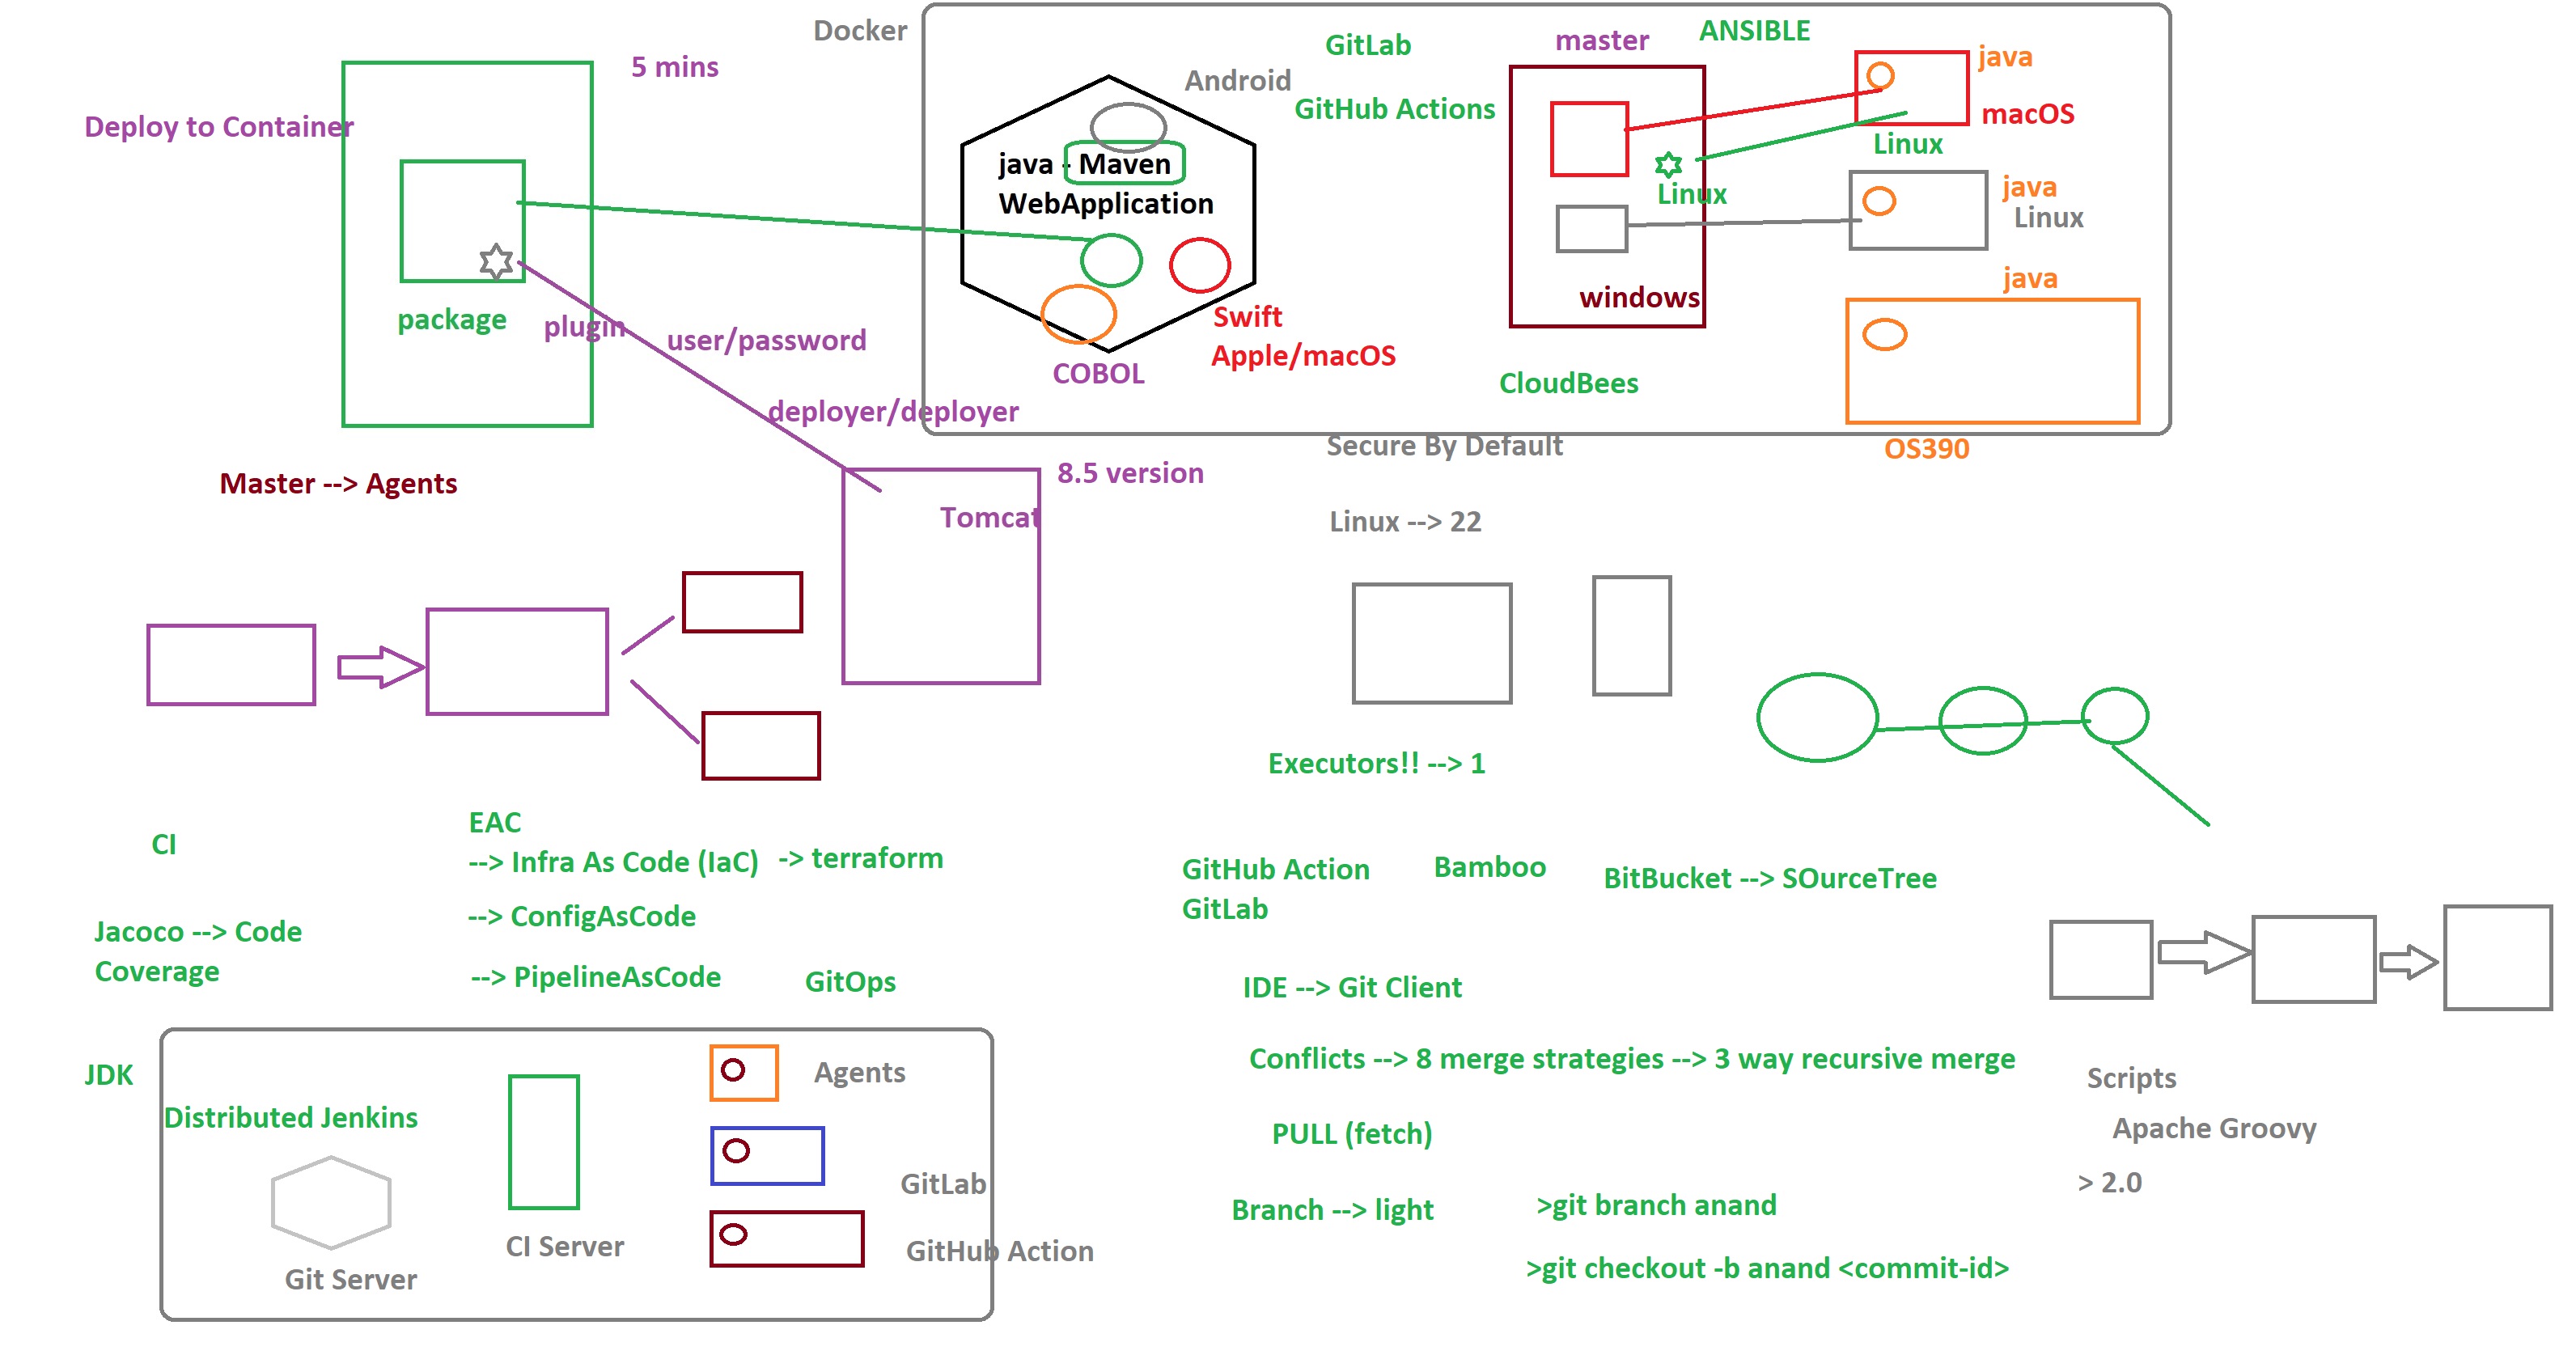 Docker
5 mins
Deploy to Container
package
plugin
user/password
deployer/deployer
Android
java - Maven
WebApplication
COBOL
Swift
Apple/macOS
GitLab
GitHub Actions
master
ANSIBLE
Linux
windows
CloudBees
java
macOS
Linux
java
Linux
java
OS390
Secure By Default
Master --> Agents
8.5 version
Tomcat
Linux --> 22
Executors!! --> 1
CI
EAC
--> Infra As Code (IaC)
-> terraform
--> ConfigAsCode
--> PipelineAsCode
GitOps
Jacoco --> Code
Coverage
GitHub Action
GitLab
Bamboo
BitBucket --> SOurceTree
IDE --> Git Client
Conflicts --> 8 merge strategies --> 3 way recursive merge
PULL (fetch)
Branch --> light
>git branch anand
>git checkout -b anand <commit-id>
Scripts
Apache Groovy
> 2.0
JDK
Distributed Jenkins
Git Server
CI Server
Agents
GitLab
GitHub Action